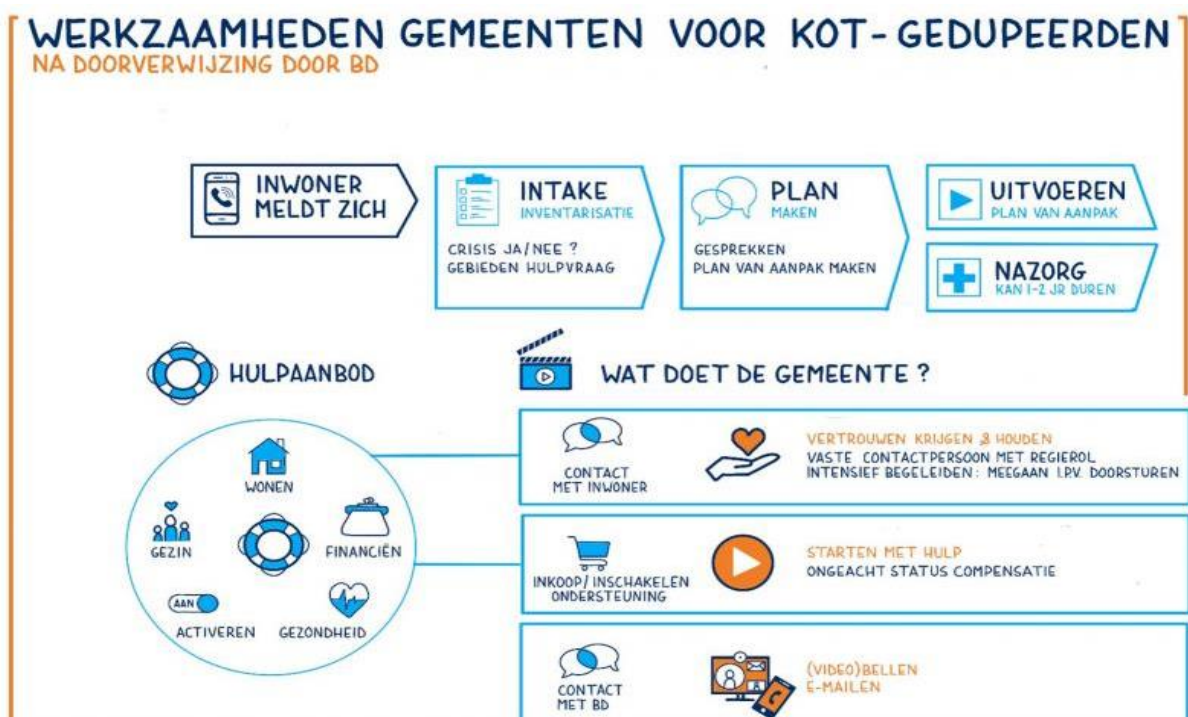 WERKZAAMHEDEN GEMEENTEN VOOR KOT-GEDUPEERDEN
NA DOORVERWIJZING DOOR BD
INWONER
MELDT ZICH
INTAKE
INVENTARISATIE
CRISIS JA/NEE ?
GEBIEDEN HULPVRAAG
PLAN
MAKEN
GESPREKKEN
PLAN VAN AANPAK MAKEN
UITVOEREN
PLAN VAN AANPAK
NAZORG
KAN 1-2 JR DUREN
HULPAANBOD
WONEN
GEZIN
FINANCIËN
AAN
ACTIVEREN
GEZONDHEID
WAT DOET DE GEMEENTE ?
CONTACT
MET INWONER
VERTROUWEN KRIJGEN & HOUDEN
VASTE CONTACTPERSOON MET REGIEROL
INTENSIEF BEGELEIDEN: MEEGAAN I.P.V. DOORSTUREN
INKOOP/INSCHAKELEN
ONDERSTEUNING
STARTEN MET HULP
ONGEACHT STATUS COMPENSATIE
CONTACT
MET BD
(VIDEO)BELLEN
E-MAILEN